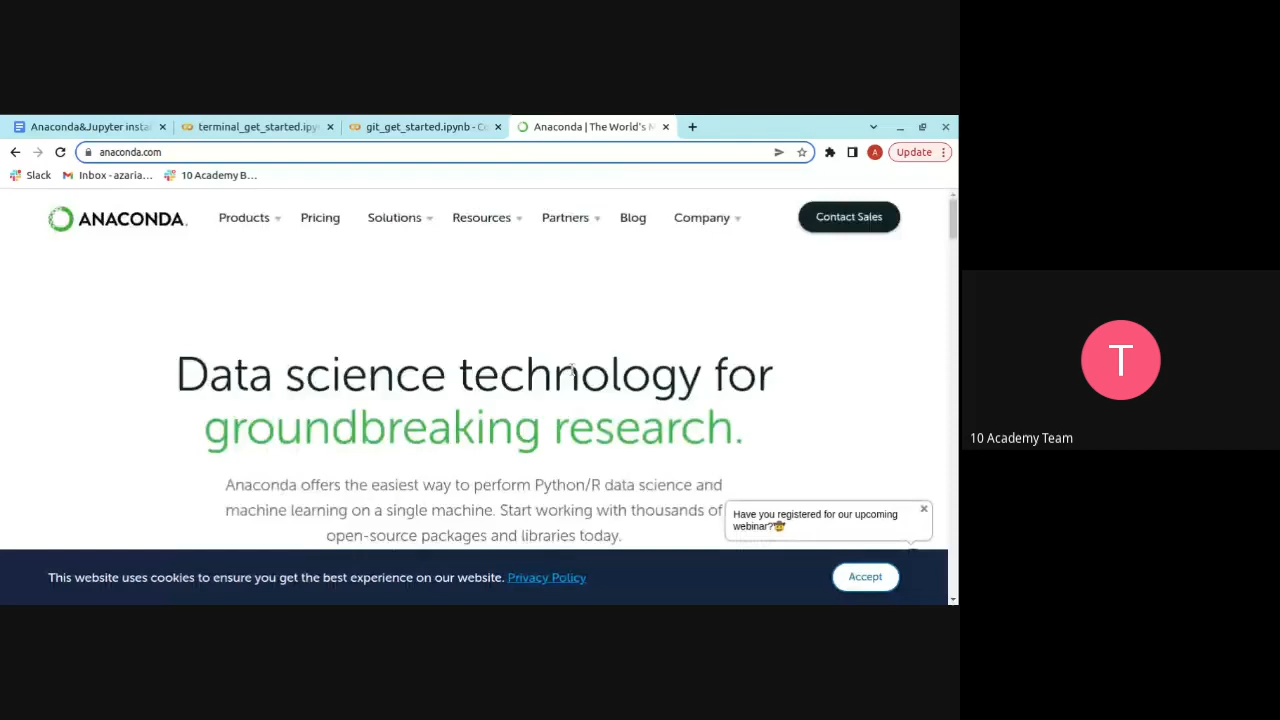 Anaconda&Jupyter insta
terminal_get_started.ipy
git_get_started.ipynb - Co
Anaconda | The World's M
anaconda.com
Update
Slack
Inbox - azaria...
10 Academy B...
ANACONDA.
Products
Pricing
Solutions
Resources
Partners
Blog
Company
Contact Sales
Data science technology for
groundbreaking research.
Anaconda offers the easiest way to perform Python/R data science and
machine learning on a single machine. Start working with thousands of
open-source packages and libraries today.
Have you registered for our upcoming
webinar?🤠
This website uses cookies to ensure you get the best experience on our website. Privacy Policy
Accept
A
T
10 Academy Team